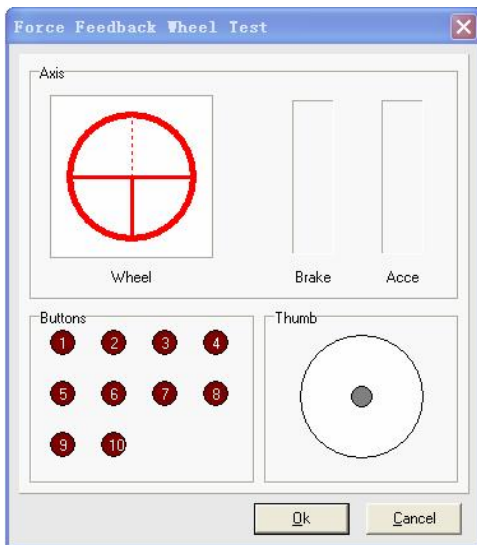 Force Feedback Wheel Test
Axis
Wheel
Brake
Acce
Buttons
1 2 3 4
5 6 7 8
9 10
Thumb
Ok
Cancel